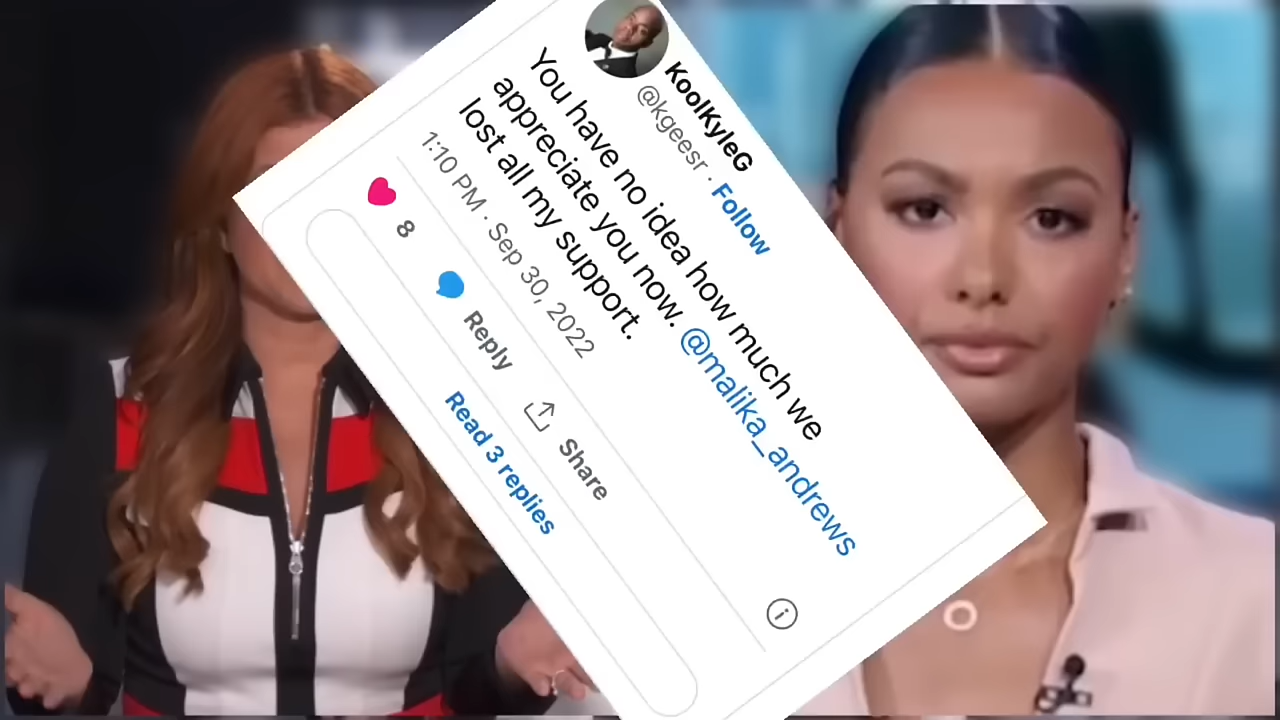 KoolKyleG
@kgeesr · Follow
You have no idea how much we
appreciate you now. @malika_andrews
lost all my support.
1:10 PM · Sep 30, 2022
8 Reply Share
Read 3 replies